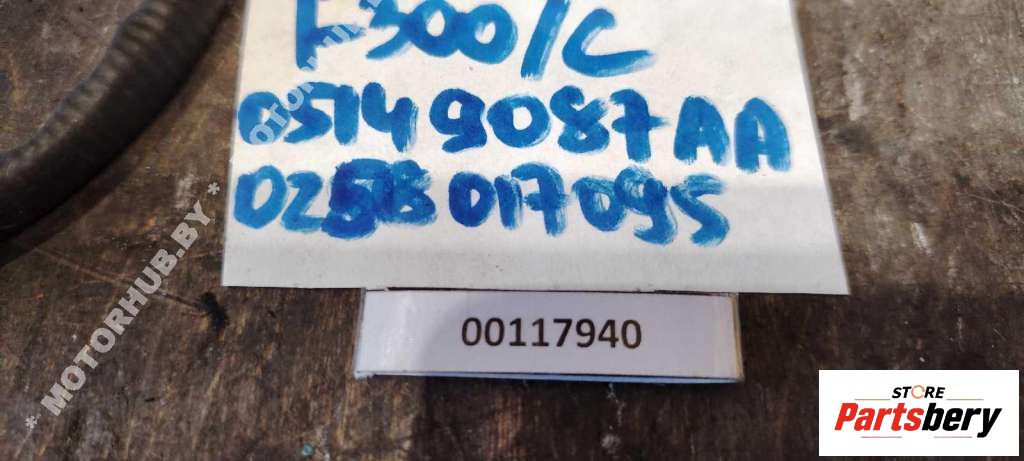 F300/C
05149087AA
0258017095
00117940
* MOTORHUB.BY *
STORE
Partsbery